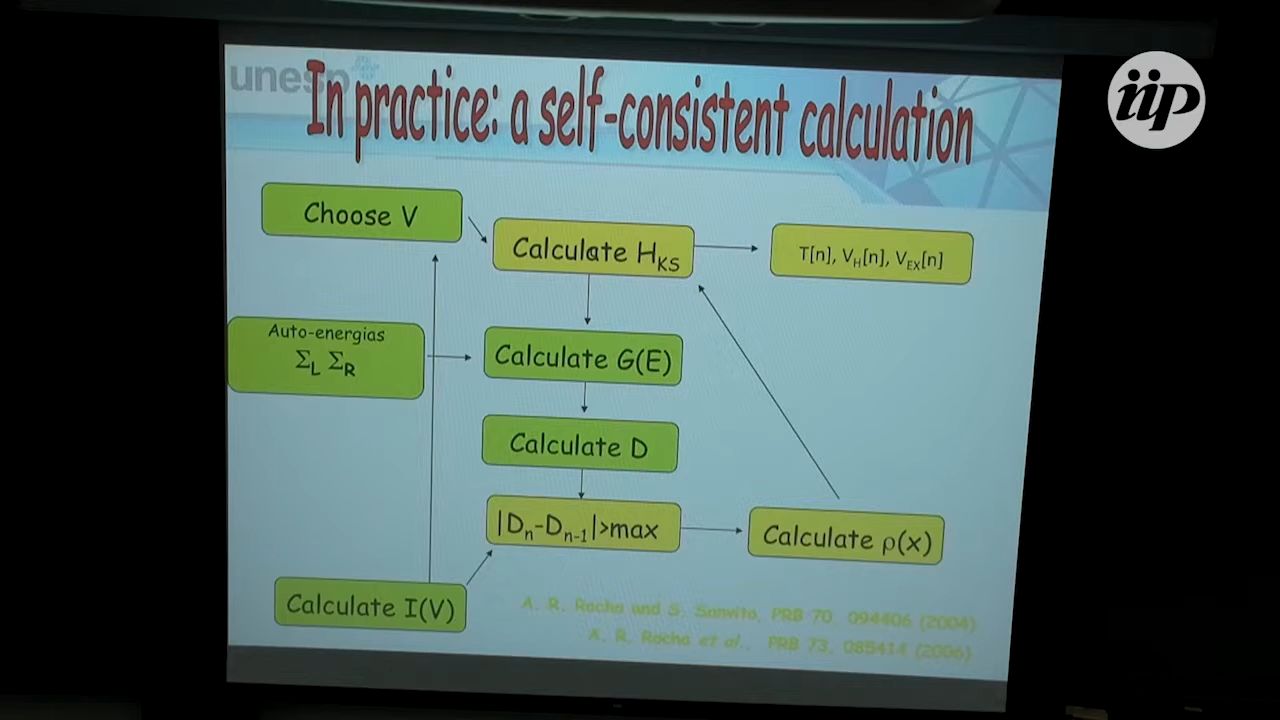 unesp
iip
In practice: a self-consistent calculation
Choose V
Calculate H_KS
T[n], V_H[n], V_EX[n]
Auto-energias
Σ_L Σ_R
Calculate G(E)
Calculate D
|D_n-D_n-1|>max
Calculate ρ(x)
Calculate I(V)
A. R. Rocha and S. Sanvito, PRB 70, 094406 (2004)
A. R. Rocha et al., PRB 73, 085414 (2006)